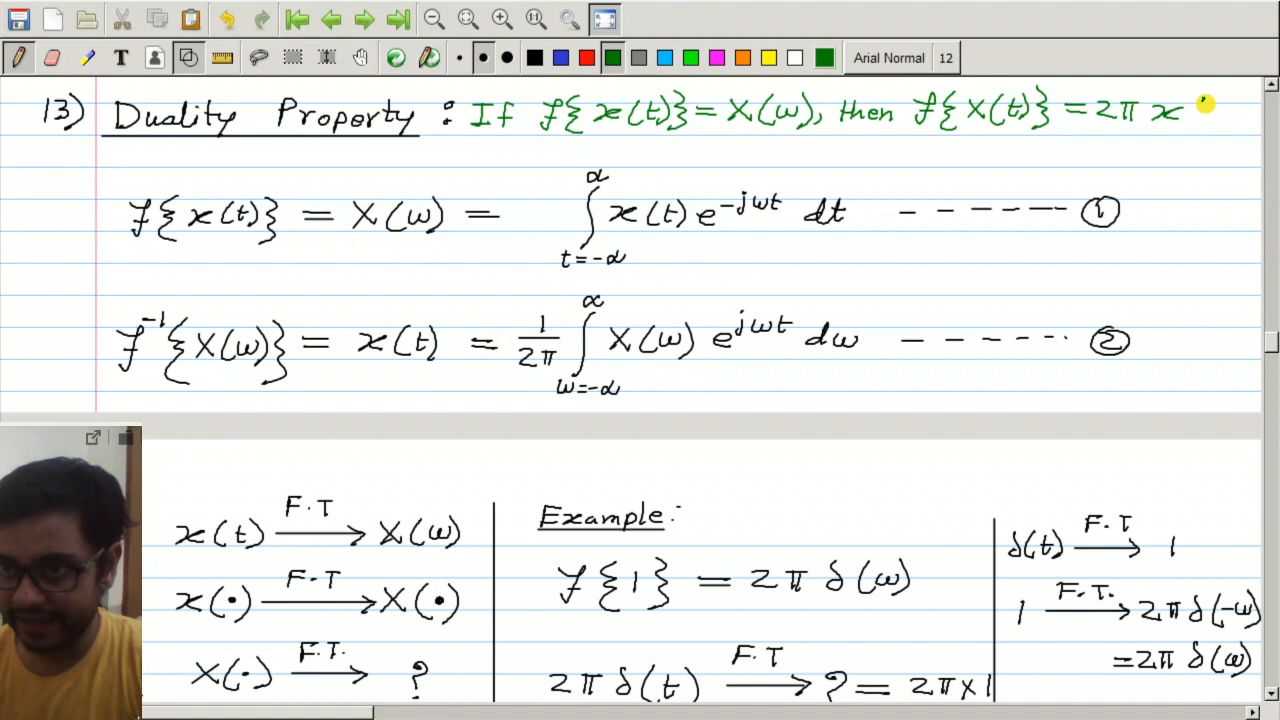 Arial Normal 12
13) Duality Property : If F{x(t)} = X(ω), then F{X(t)} = 2π x
F{x(t)} = X(ω) = ∫_{t=-α}^{α} x(t) e^{-jωt} dt ------ ①
F^{-1}{X(ω)} = x(t) = 1/2π ∫_{ω=-α}^{α} X(ω) e^{jωt} dω ------ ②
x(t) —F.T→ X(ω)
x(•) —F.T→ X(•)
X(•) —F.T.→ ?
Example:
F{1} = 2π δ(ω)
2π δ(t) —F.T→ ? = 2π×1
δ(t) —F.T→ 1
1 —F.T.→ 2π δ(-ω)
=2π δ(ω)